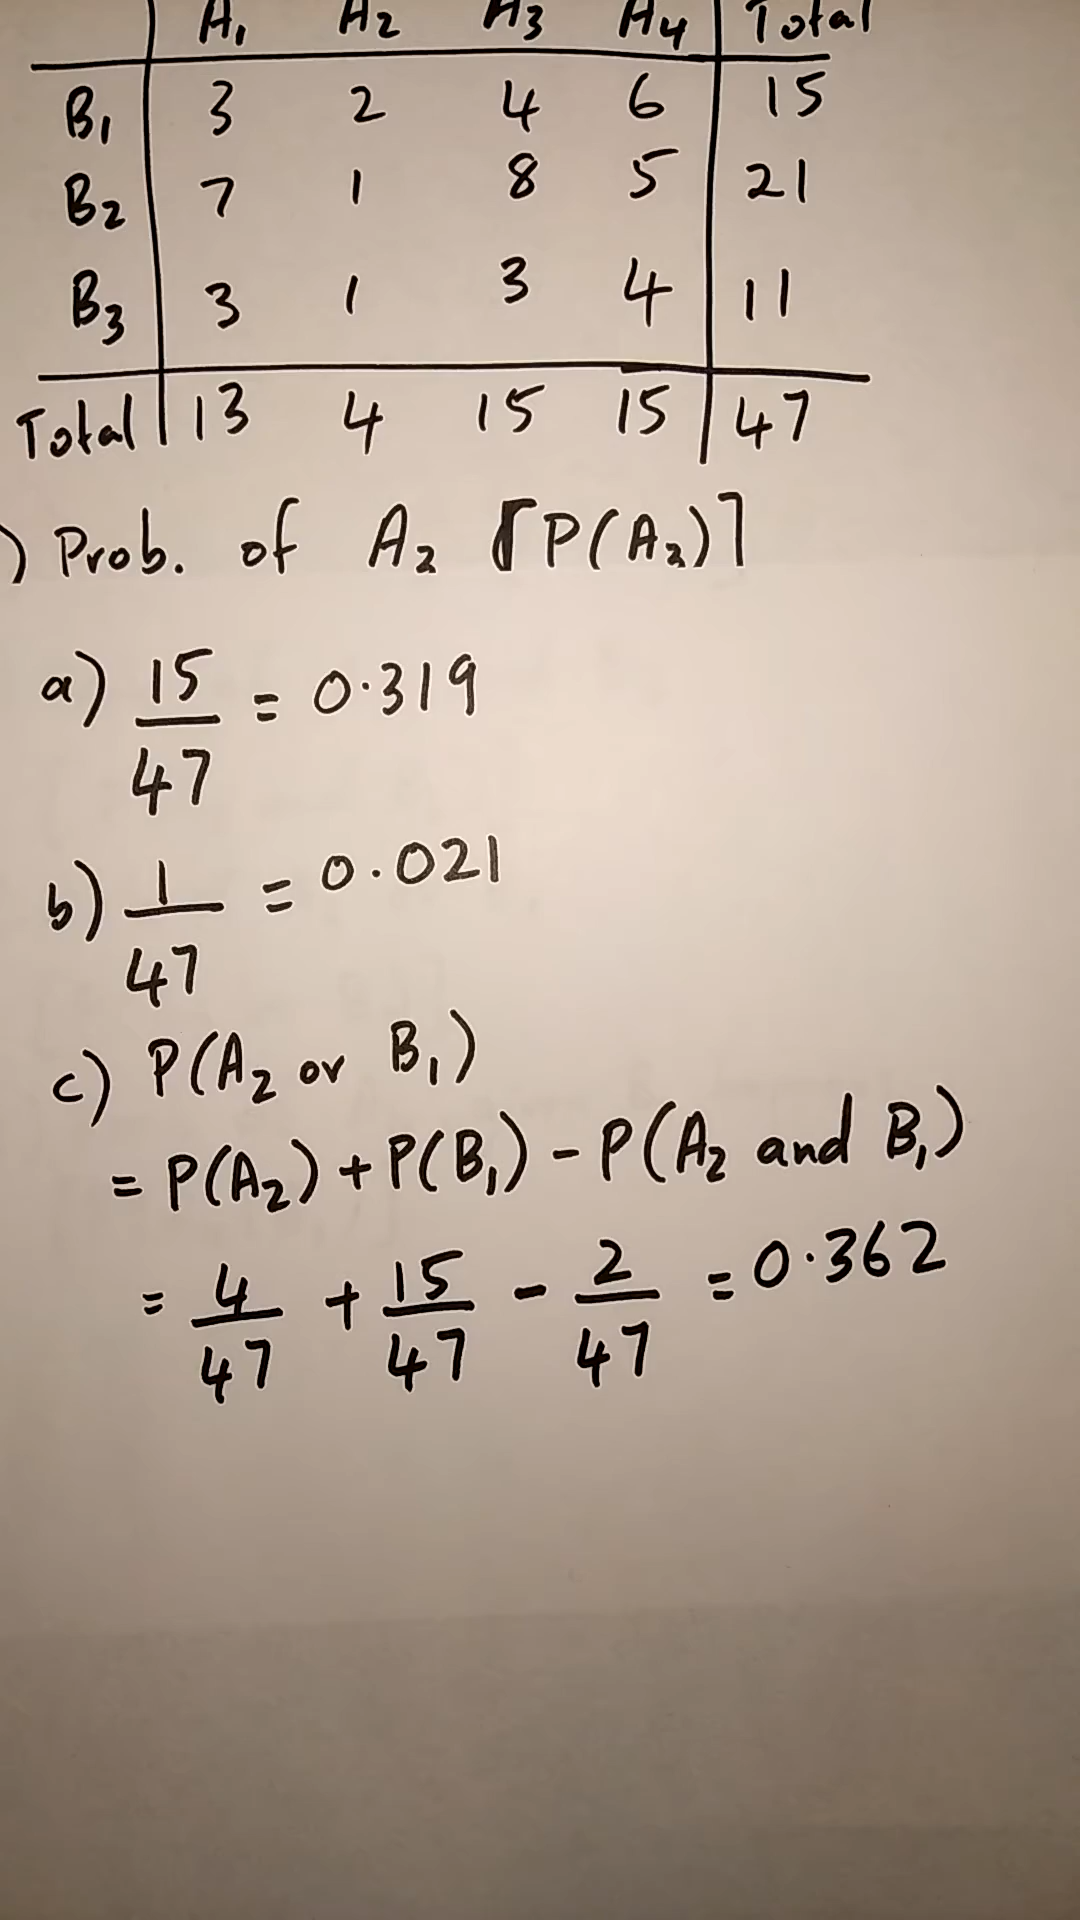 A1 A2 A3 A4 Total
B1 3 2 4 6 15
B2 7 1 8 5 21
B3 3 1 3 4 11
Total 13 4 15 15 47
) Prob. of A2 [P(A2)]
a) 15/47 = 0.319
b) 1/47 = 0.021
c) P(A2 or B1)
= P(A2) + P(B1) - P(A2 and B1)
= 4/47 + 15/47 - 2/47 = 0.362